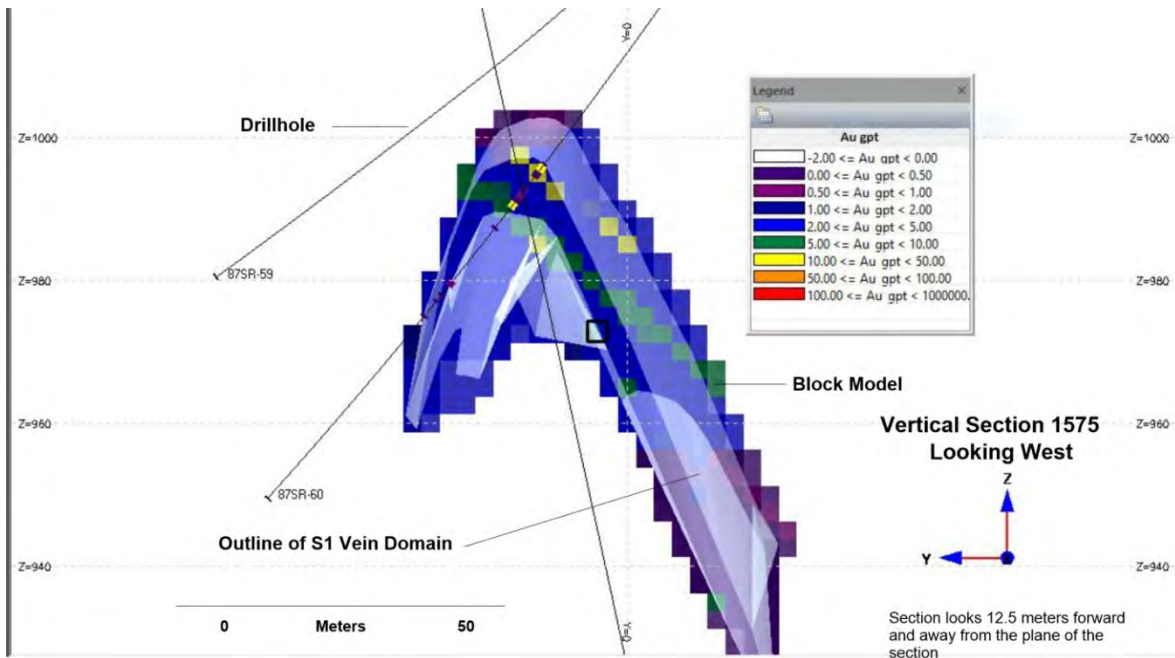 Y=0
Legend
Au gpt
-2.00 <= Au gpt < 0.00
0.00 <= Au gpt < 0.50
0.50 <= Au gpt < 1.00
1.00 <= Au gpt < 2.00
2.00 <= Au gpt < 5.00
5.00 <= Au gpt < 10.00
10.00 <= Au gpt < 50.00
50.00 <= Au gpt < 100.00
100.00 <= Au gpt < 1000000.
Drillhole
Z=1000
Z=1000
Z=980
Z=980
87SR-59
Block Model
Z=960
Z=960
Vertical Section 1575
Looking West
Z
87SR-60
Outline of S1 Vein Domain
Y
Z=940
Z=940
0 Meters 50
Y=0
Section looks 12.5 meters forward
and away from the plane of the
section